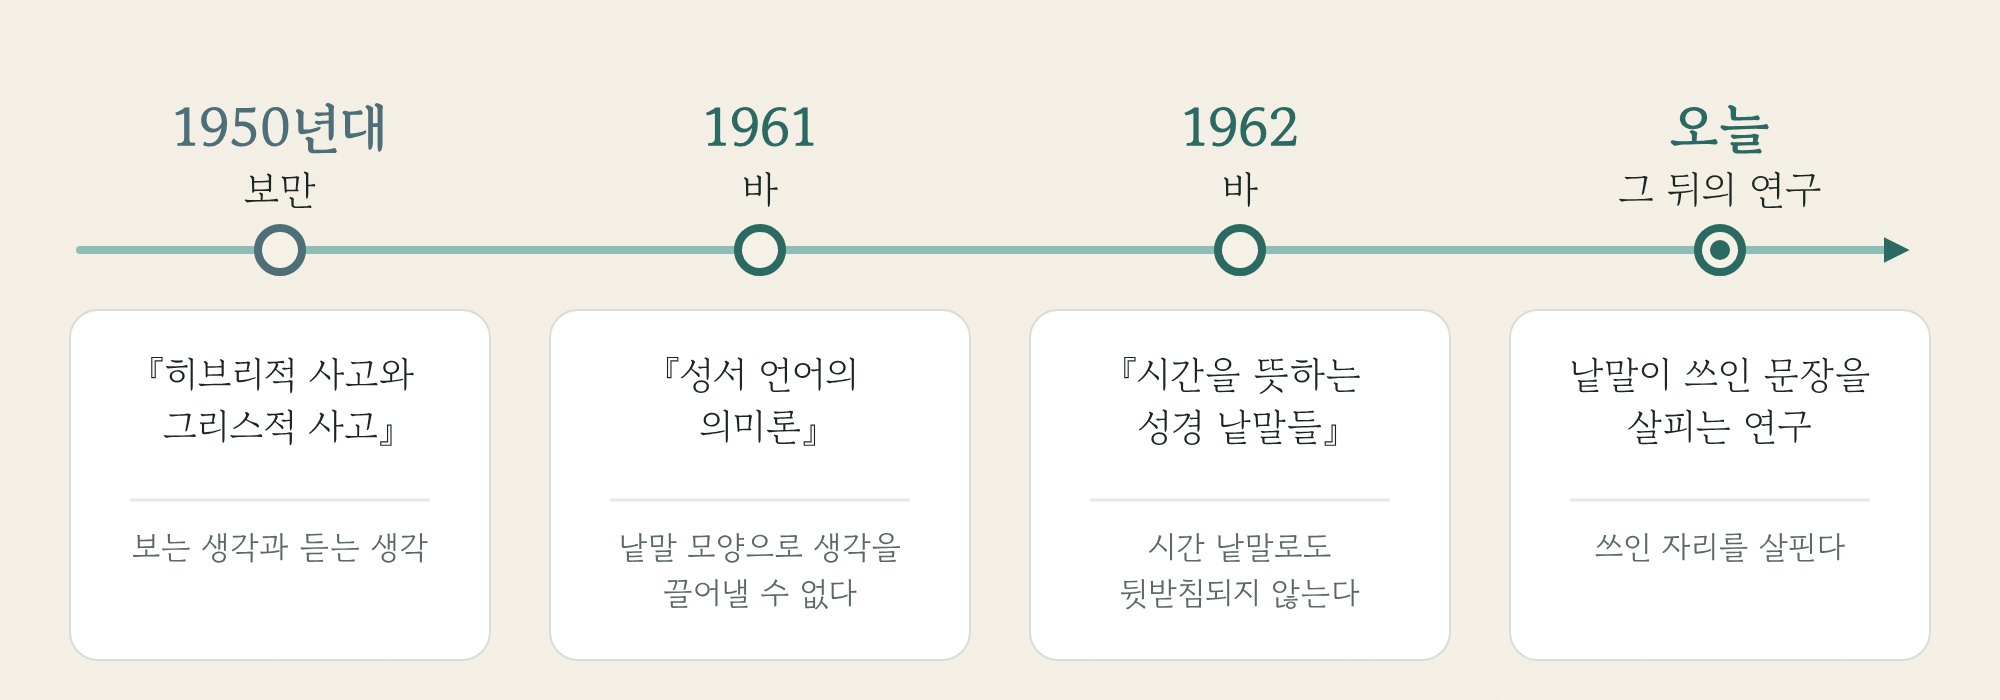 1950년대
보만
『히브리적 사고와
그리스적 사고』
보는 생각과 듣는 생각
1961
바
『성서 언어의
의미론』
낱말 모양으로 생각을
끌어낼 수 없다
1962
바
『시간을 뜻하는
성경 낱말들』
시간 낱말로도
뒷받침되지 않는다
오늘
그 뒤의 연구
낱말이 쓰인 문장을
살피는 연구
쓰인 자리를 살핀다